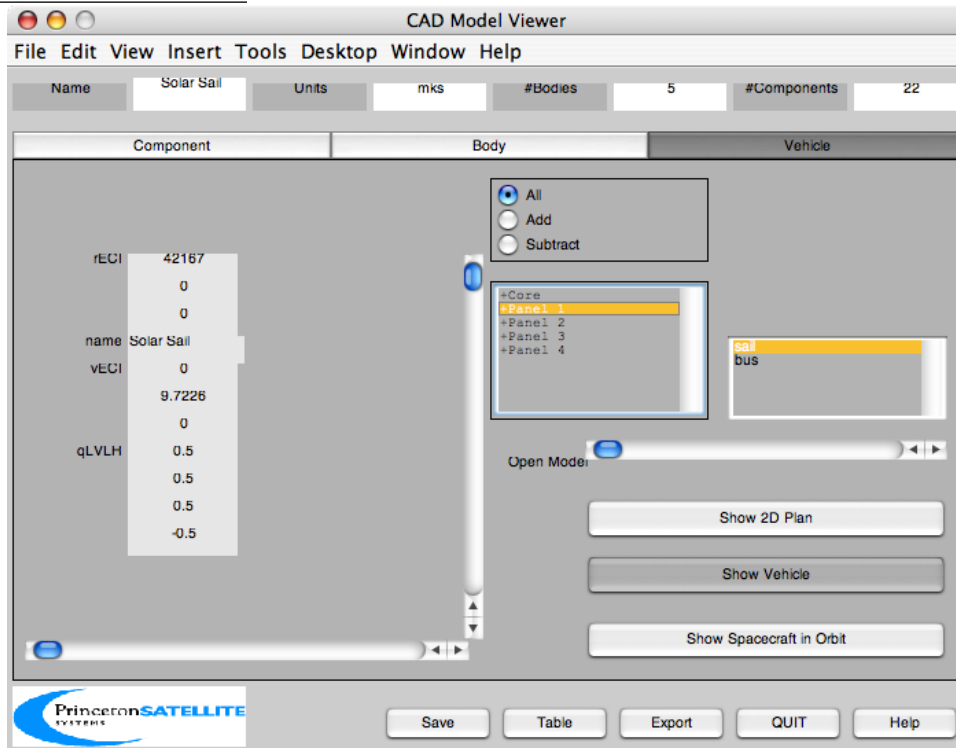 CAD Model Viewer
File Edit View Insert Tools Desktop Window Help
Name Solar Sail Units mks #Bodies 5 #Components 22
Component Body Vehicle
All
Add
Subtract
rECI 42167
0
0
name Solar Sail
vECI 0
9.7226
0
qLVLH 0.5
0.5
0.5
-0.5
+Core
+Panel 1
+Panel 2
+Panel 3
+Panel 4
sail
bus
Open Model
Show 2D Plan
Show Vehicle
Show Spacecraft in Orbit
PrinceronSATELLITE
SYSTEMS
Save Table Export QUIT Help